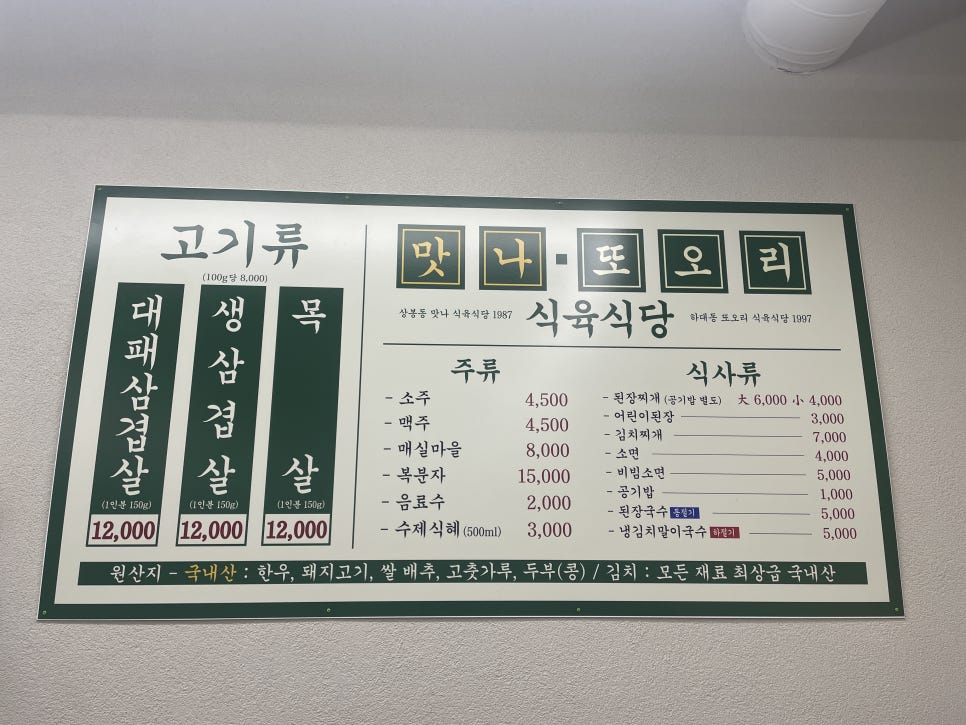 고기류
(100g당 8,000)
대패삼겹살
(1인분 150g)
12,000
생삼겹살
(1인분 150g)
12,000
목살
(1인분 150g)
12,000
맛나·또오리
상봉동 맛나 식육식당 1987 식육식당 하대동 또오리 식육식당 1997
주류
- 소주 4,500
- 맥주 4,500
- 매실마을 8,000
- 복분자 15,000
- 음료수 2,000
- 수제식혜 (500ml) 3,000
식사류
- 된장찌개 (공기밥 별도) 大 6,000 小 4,000
- 어린이된장 3,000
- 김치찌개 7,000
- 소면 4,000
- 비빔소면 5,000
- 공기밥 1,000
- 된장국수 동절기 5,000
- 냉김치말이국수 하절기 5,000
원산지 - 국내산 : 한우, 돼지고기, 쌀 배추, 고춧가루, 두부(콩) / 김치 : 모든 재료 최상급 국내산